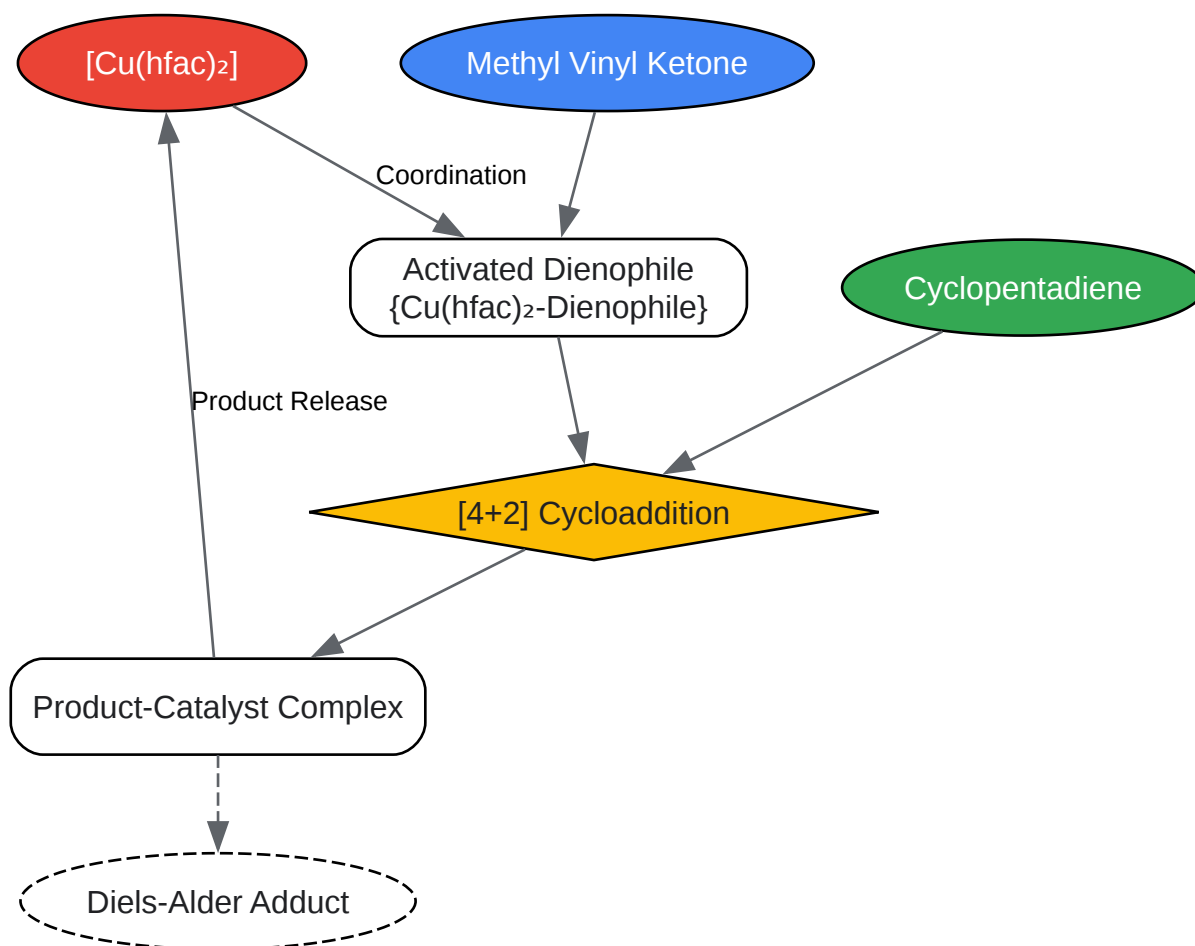 [Cu(hfac)₂]
Methyl Vinyl Ketone
Coordination
Activated Dienophile
{Cu(hfac)₂-Dienophile}
Cyclopentadiene
Product Release
[4+2] Cycloaddition
Product-Catalyst Complex
Diels-Alder Adduct